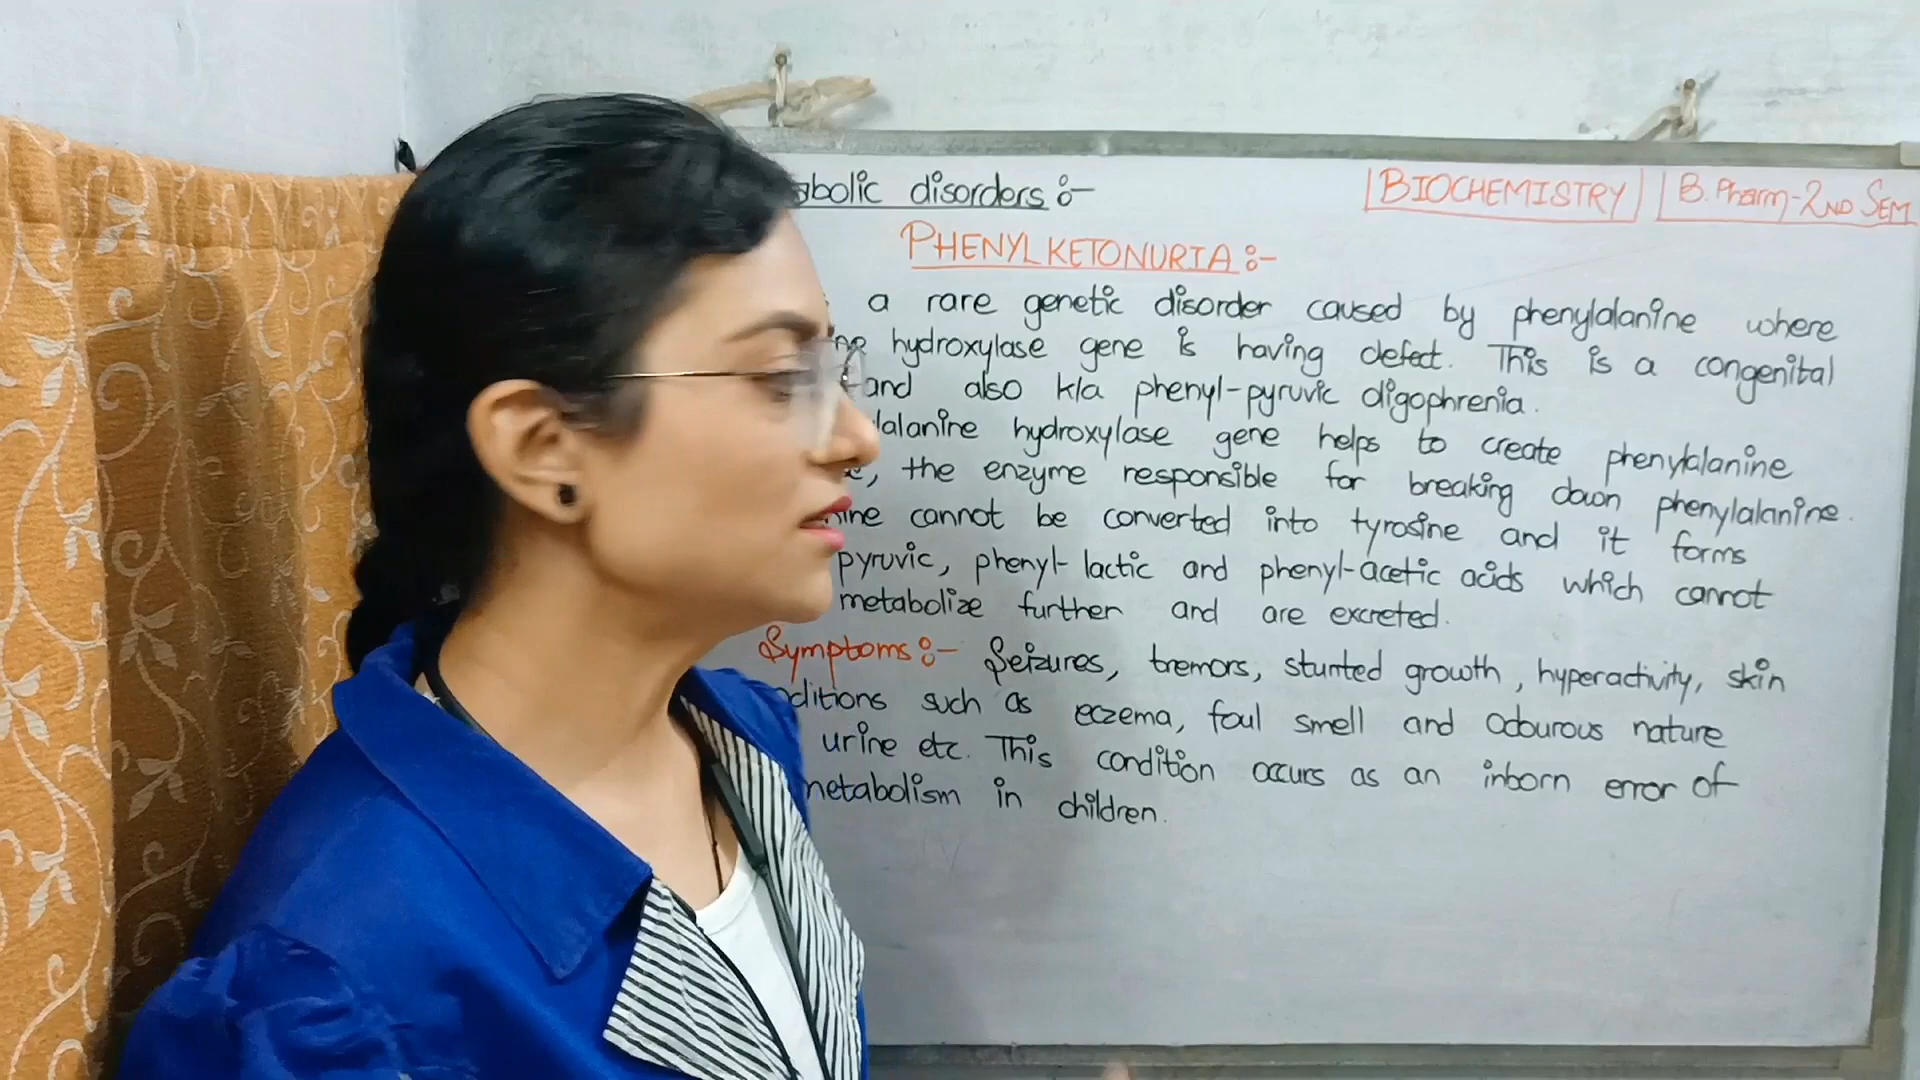 abolic disorders :-
BIOCHEMISTRY
B. Pharm - 2ND SEM
PHENYLKETONURIA :-
a rare genetic disorder caused by phenylalanine where
hydroxylase gene is having defect. This is a congenital
and also k/a phenyl-pyruvic oligophrenia.
lalanine hydroxylase gene helps to create phenylalanine
, the enzyme responsible for breaking down phenylalanine.
nine cannot be converted into tyrosine and it forms
pyruvic, phenyl-lactic and phenyl-acetic acids which cannot
metabolize further and are excreted.
Symptoms :- Seizures, tremors, stunted growth, hyperactivity, skin
ditions such as eczema, foul smell and odourous nature
urine etc. This condition occurs as an inborn error of
metabolism in children.